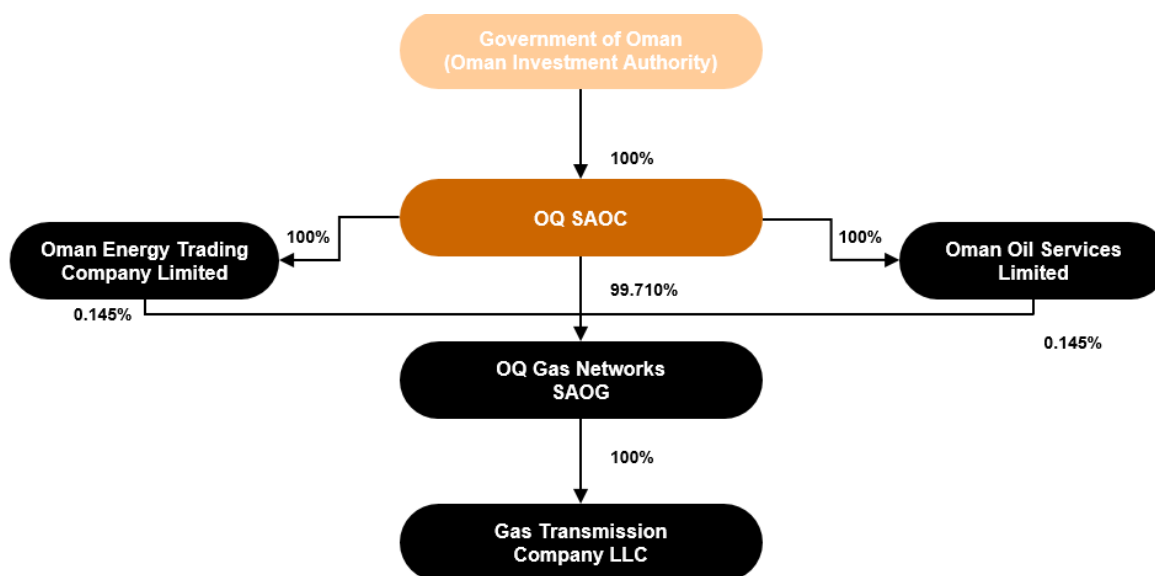 Government of Oman
(Oman Investment Authority)
100%
OQ SAOC
Oman Energy Trading
Company Limited
100%
100%
Oman Oil Services
Limited
99.710%
0.145%
0.145%
OQ Gas Networks
SAOG
100%
Gas Transmission
Company LLC